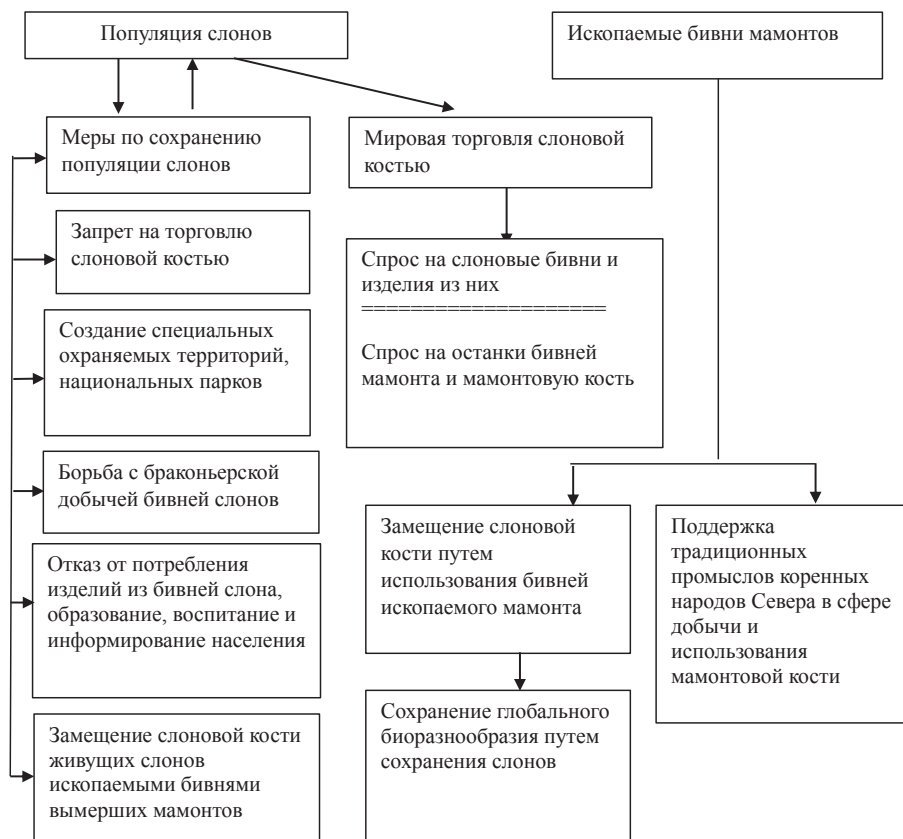 Популяция слонов
Ископаемые бивни мамонтов
Меры по сохранению
популяции слонов
Мировая торговля слоновой
костью
Запрет на торговлю
слоновой костью
Спрос на слоновые бивни и
изделия из них
====================
Спрос на останки бивней
мамонта и мамонтовую кость
Создание специальных
охраняемых территорий,
национальных парков
Борьба с браконьерской
добычей бивней слонов
Отказ от потребления
изделий из бивней слона,
образование, воспитание и
информирование населения
Замещение слоновой кости
живущих слонов
ископаемыми бивнями
вымерших мамонтов
Замещение слоновой
кости путем
использования бивней
ископаемого мамонта
Сохранение глобального
биоразнообразия путем
сохранения слонов
Поддержка
традиционных
промыслов коренных
народов Севера в сфере
добычи и
использования
мамонтовой кости